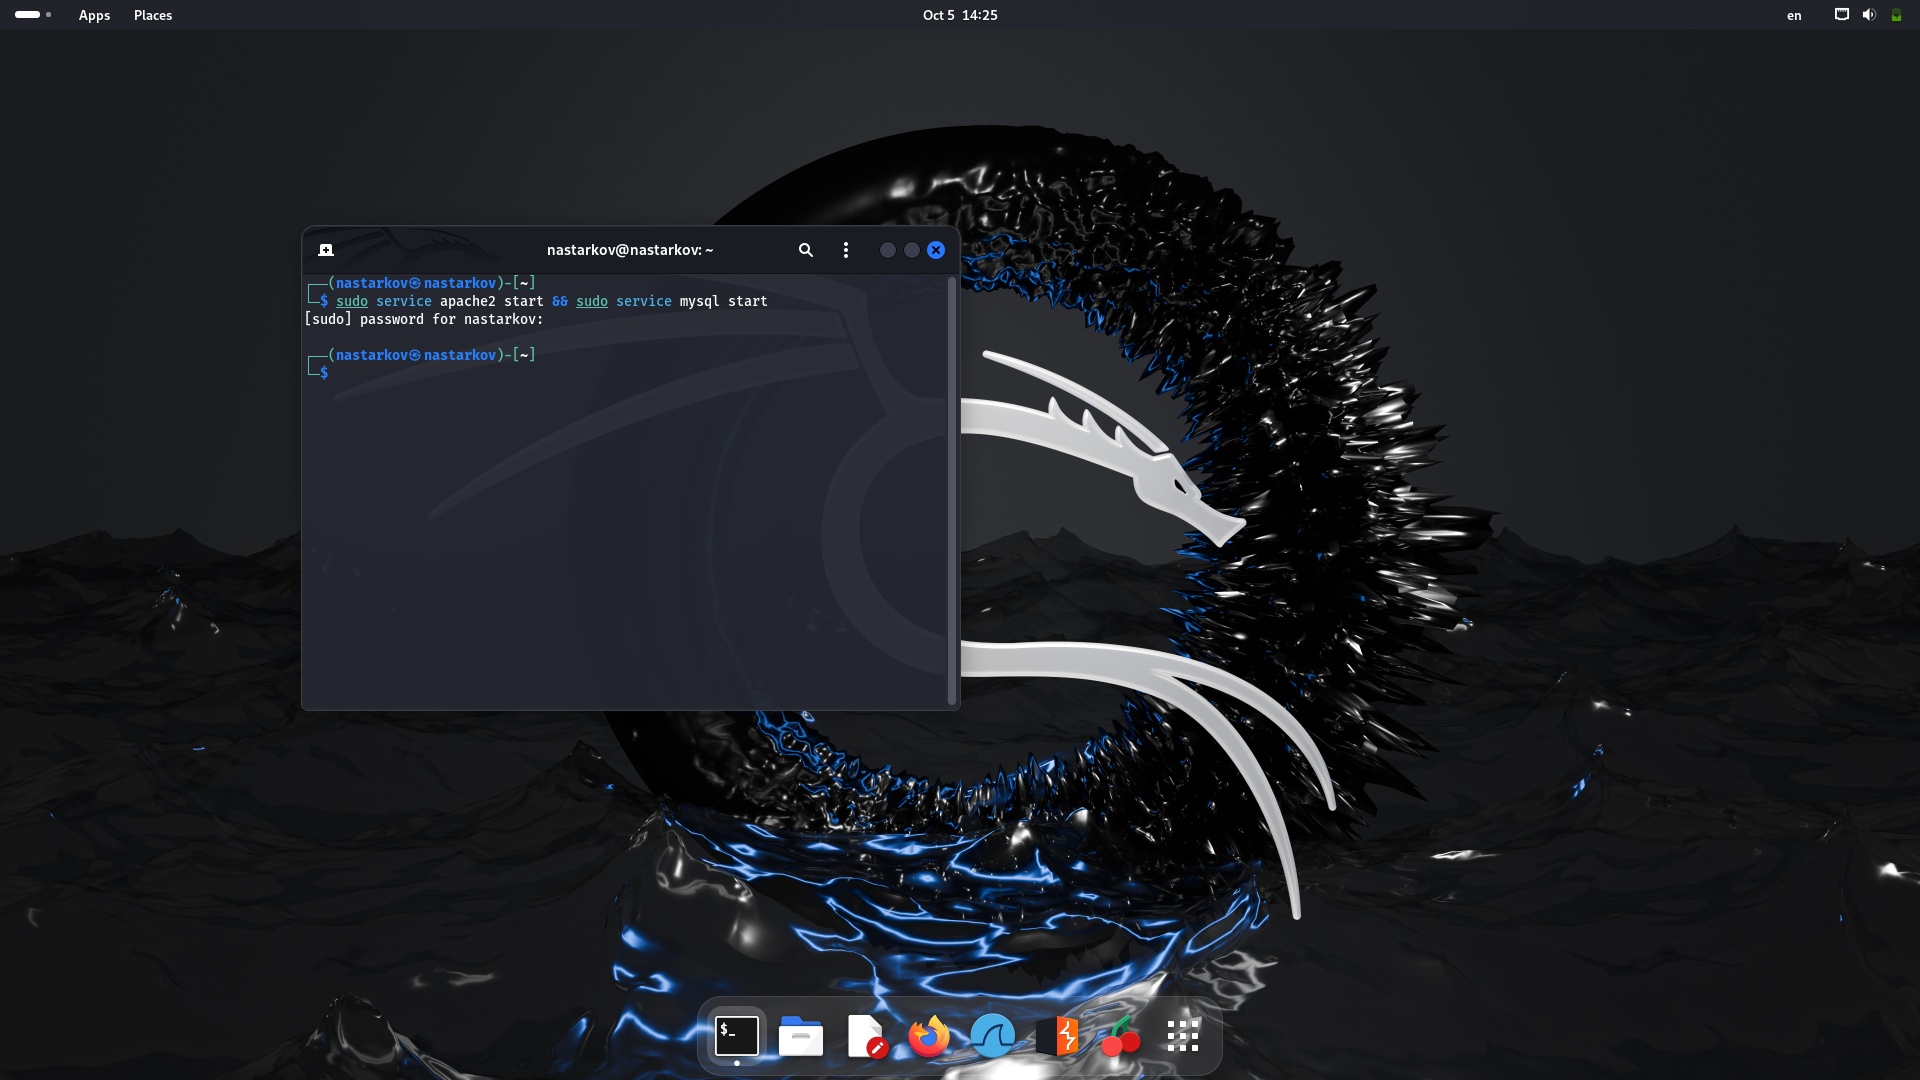 Apps Places Oct 5 14:25 en
nastarkov@nastarkov: ~
┌──(nastarkov㉿nastarkov)-[~]
└─$ sudo service apache2 start && sudo service mysql start
[sudo] password for nastarkov:
┌──(nastarkov㉿nastarkov)-[~]
└─$
$_